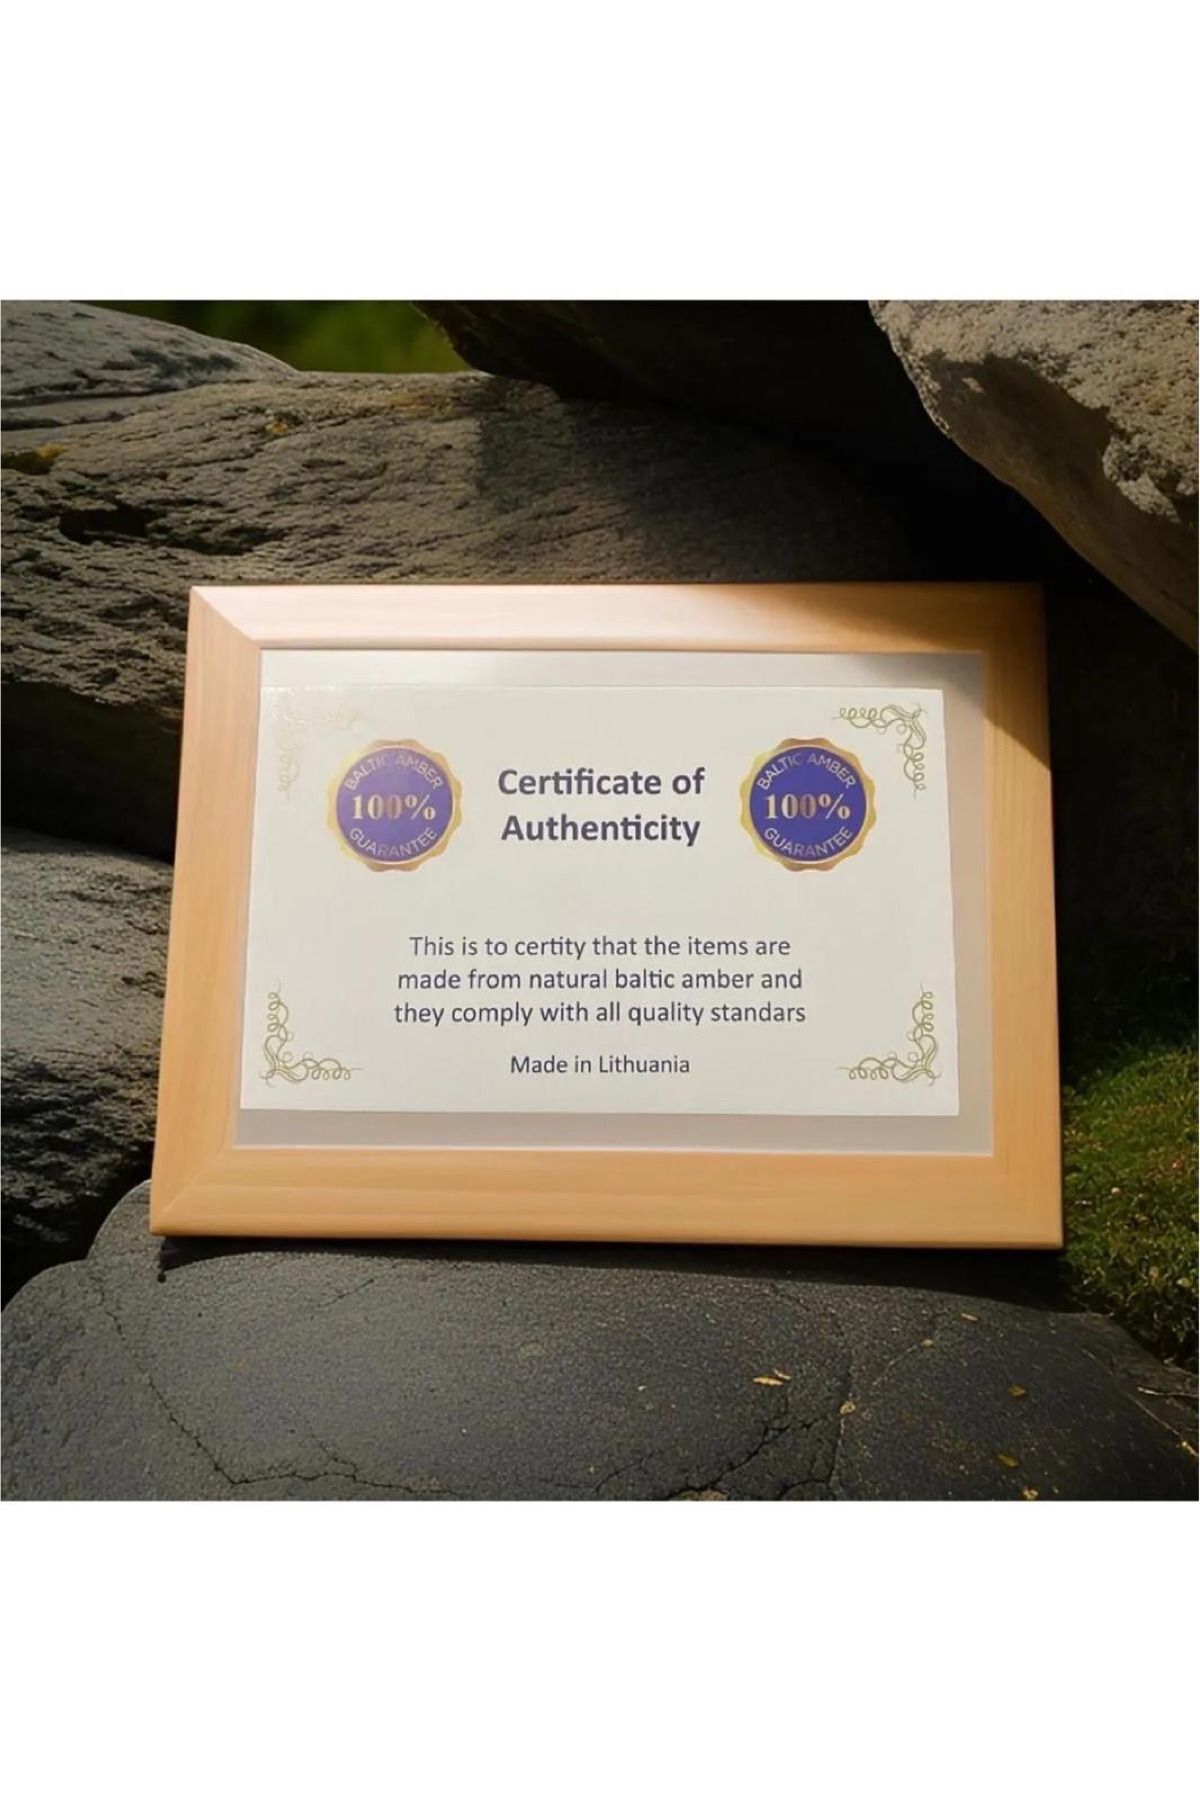 BALTIC AMBER
100%
GUARANTEE
Certificate of
Authenticity
BALTIC AMBER
100%
GUARANTEE
This is to certity that the items are
made from natural baltic amber and
they comply with all quality standars
Made in Lithuania